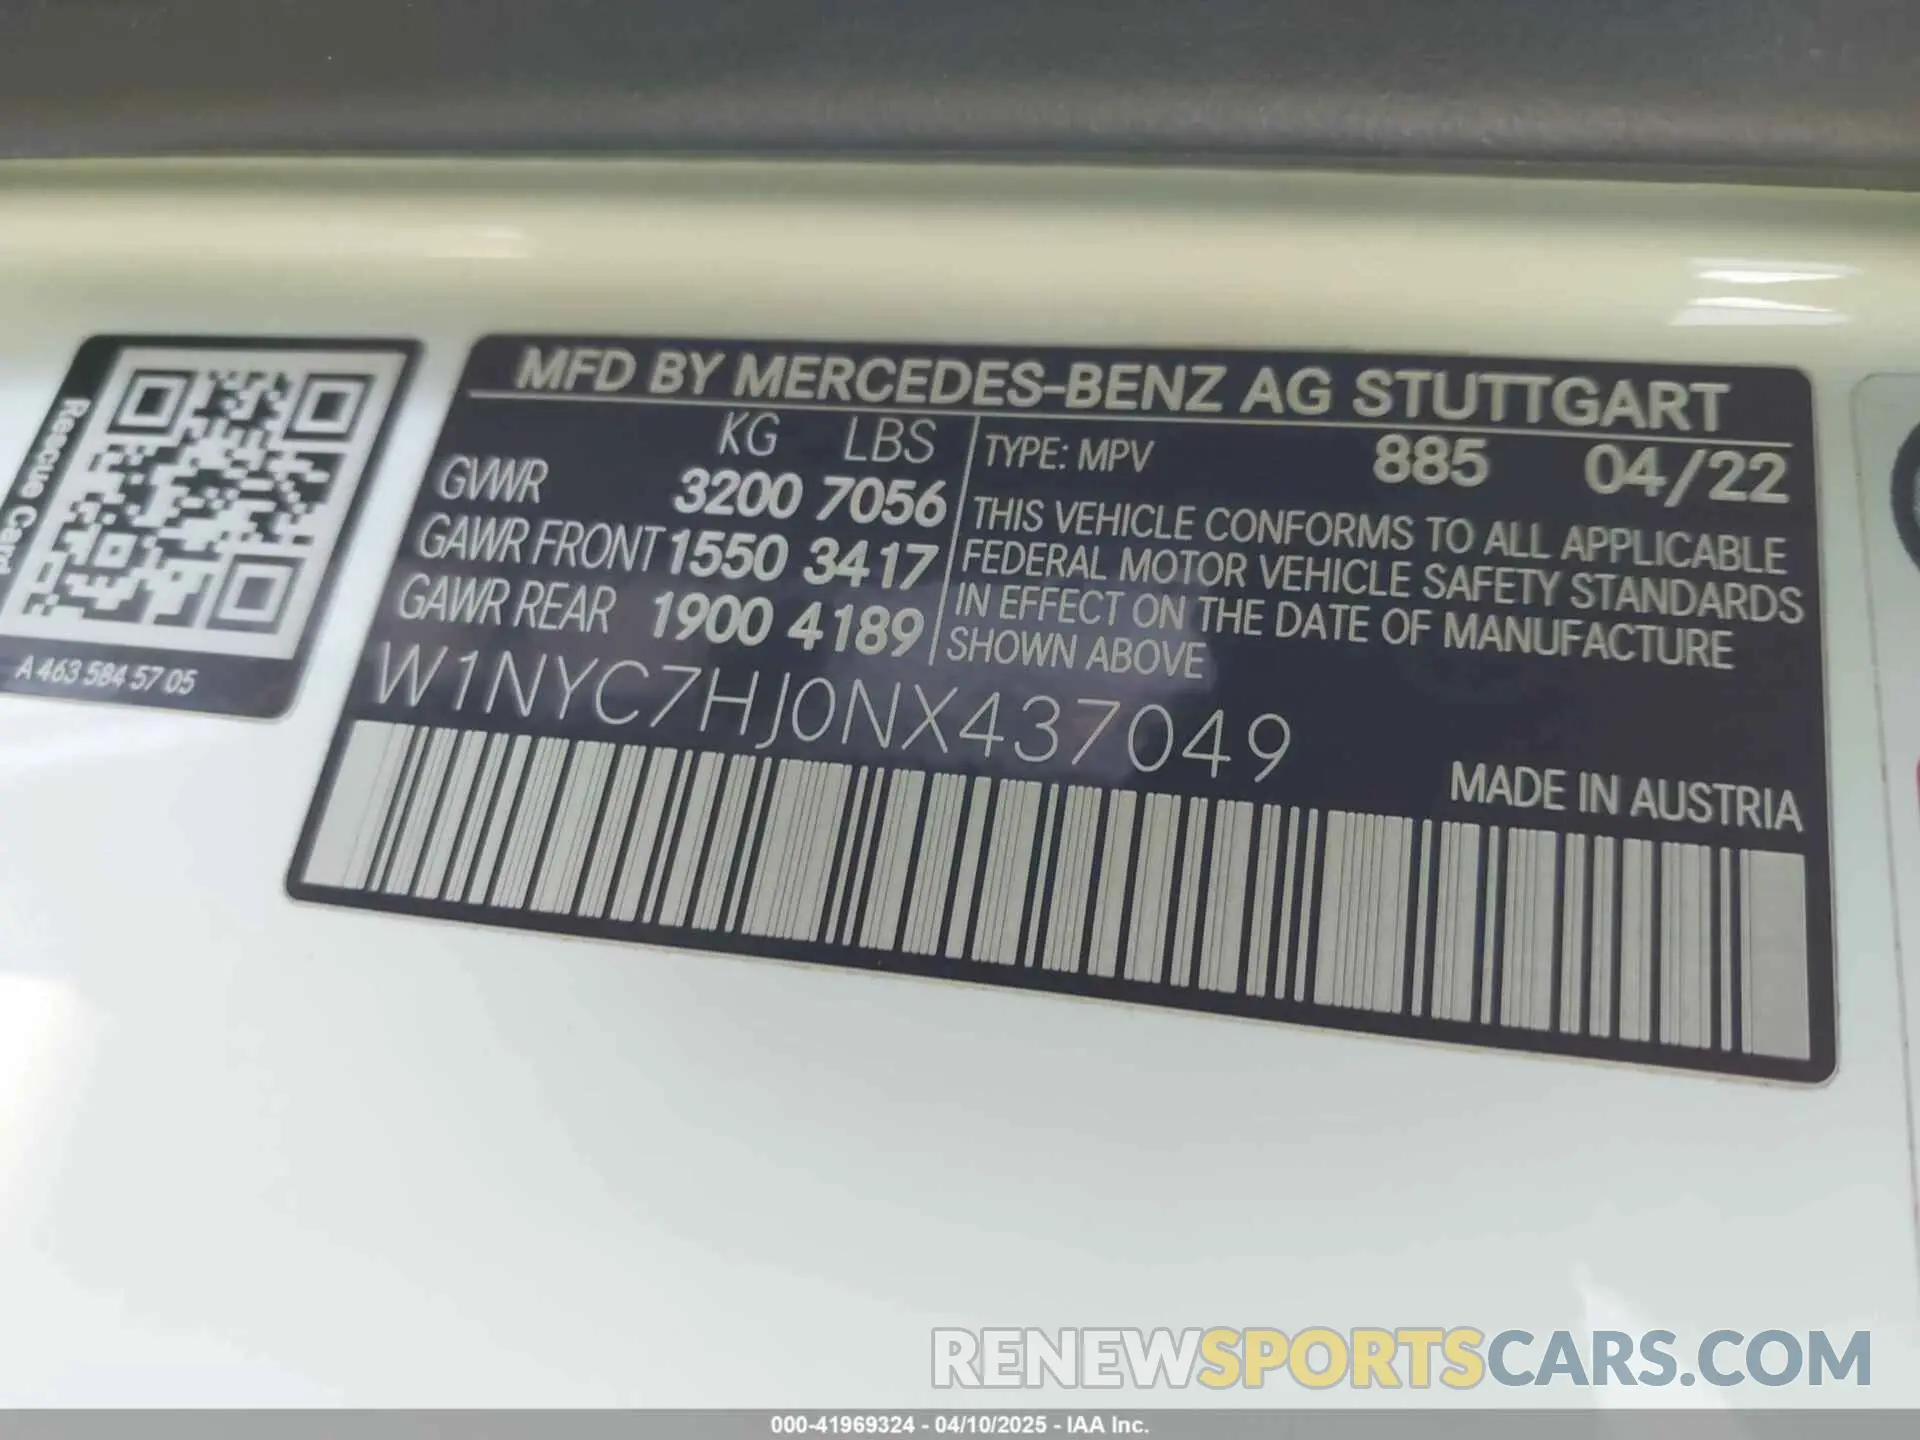 MFD BY MERCEDES-BENZ AG STUTTGART
KG LBS
GVWR 3200 7056
GAWR FRONT 1550 3417
GAWR REAR 1900 4189
TYPE: MPV 885 04/22
THIS VEHICLE CONFORMS TO ALL APPLICABLE
FEDERAL MOTOR VEHICLE SAFETY STANDARDS
IN EFFECT ON THE DATE OF MANUFACTURE
SHOWN ABOVE
W1NYC7HJ0NX437049
MADE IN AUSTRIA
Rescue Card
A 463 584 57 05
RENEWSPORTSCARS.COM
000-41969324 - 04/10/2025 - IAA Inc.